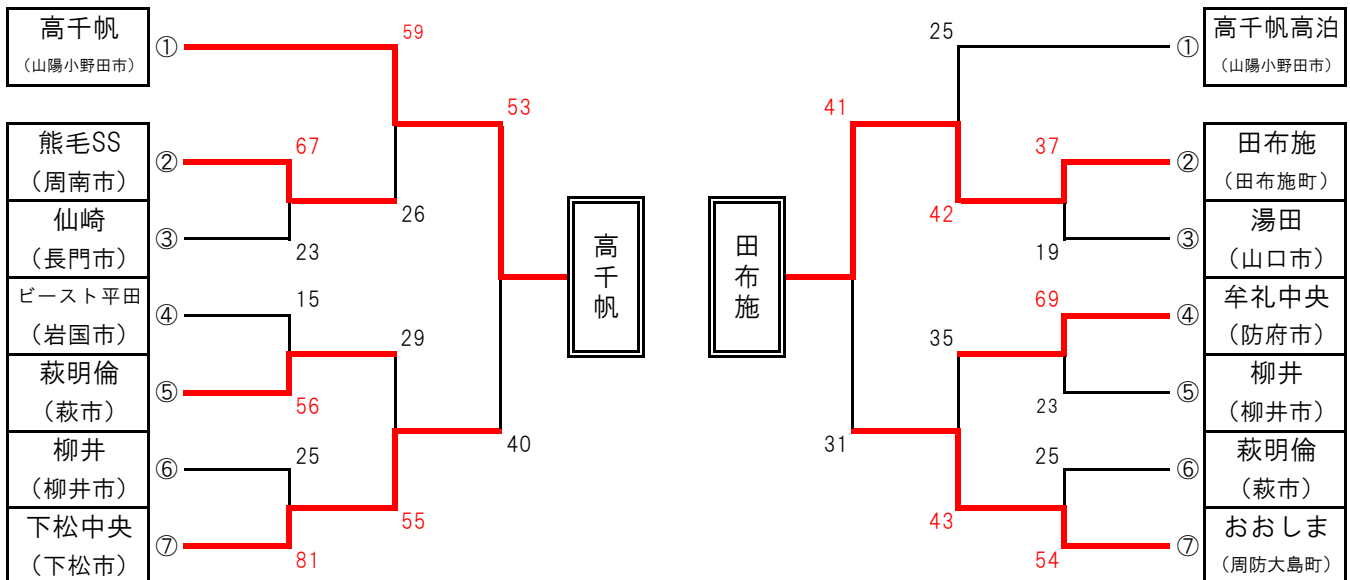 高千帆
(山陽小野田市)
①
59
熊毛SS
(周南市)
②
67
53
仙崎
(長門市)
③
23
26
ビースト平田
(岩国市)
④
15
29
萩明倫
(萩市)
⑤
56
柳井
(柳井市)
⑥
25
40
下松中央
(下松市)
⑦
81
55
高千帆
田布施
25
①
高千帆高泊
(山陽小野田市)
41
37
②
田布施
(田布施町)
42
19
③
湯田
(山口市)
35
69
④
牟礼中央
(防府市)
23
⑤
柳井
(柳井市)
31
25
⑥
萩明倫
(萩市)
43
54
⑦
おおしま
(周防大島町)